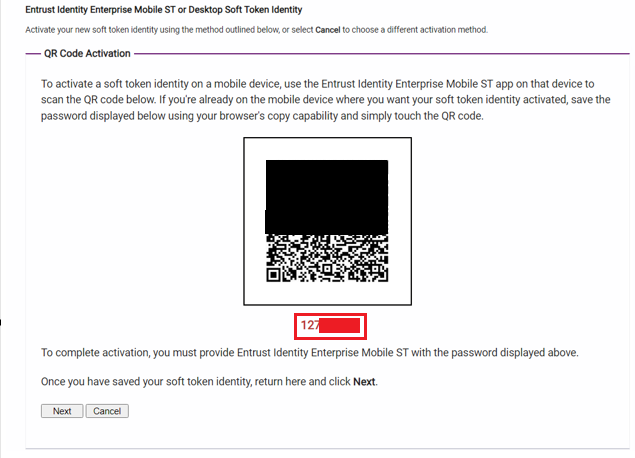 Entrust Identity Enterprise Mobile ST or Desktop Soft Token Identity
Activate your new soft token identity using the method outlined below, or select Cancel to choose a different activation method.
QR Code Activation
To activate a soft token identity on a mobile device, use the Entrust Identity Enterprise Mobile ST app on that device to
scan the QR code below. If you're already on the mobile device where you want your soft token identity activated, save the
password displayed below using your browser's copy capability and simply touch the QR code.
127
To complete activation, you must provide Entrust Identity Enterprise Mobile ST with the password displayed above.
Once you have saved your soft token identity, return here and click Next.
Next
Cancel